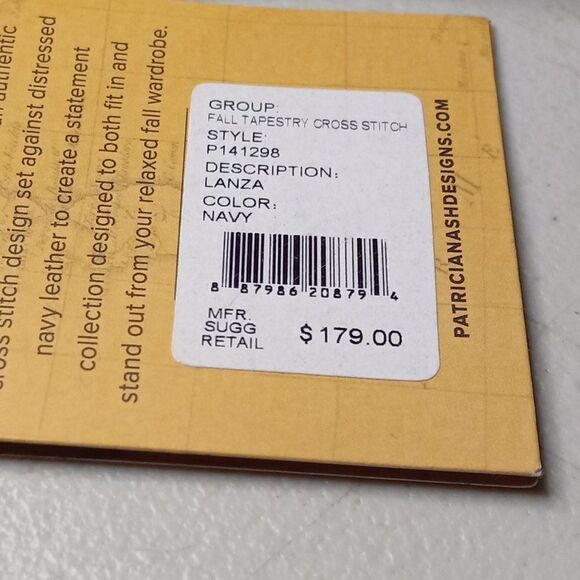 authentic
cross stitch design set against distressed
navy leather to create a statement
collection designed to both fit in and
stand out from your relaxed fall wardrobe.
GROUP:
FALL TAPESTRY CROSS STITCH
STYLE:
P141298
DESCRIPTION:
LANZA
COLOR:
NAVY
8 87986 20879 4
MFR.
SUGG
RETAIL
$179.00
PATRICIANASHDESIGNS.COM